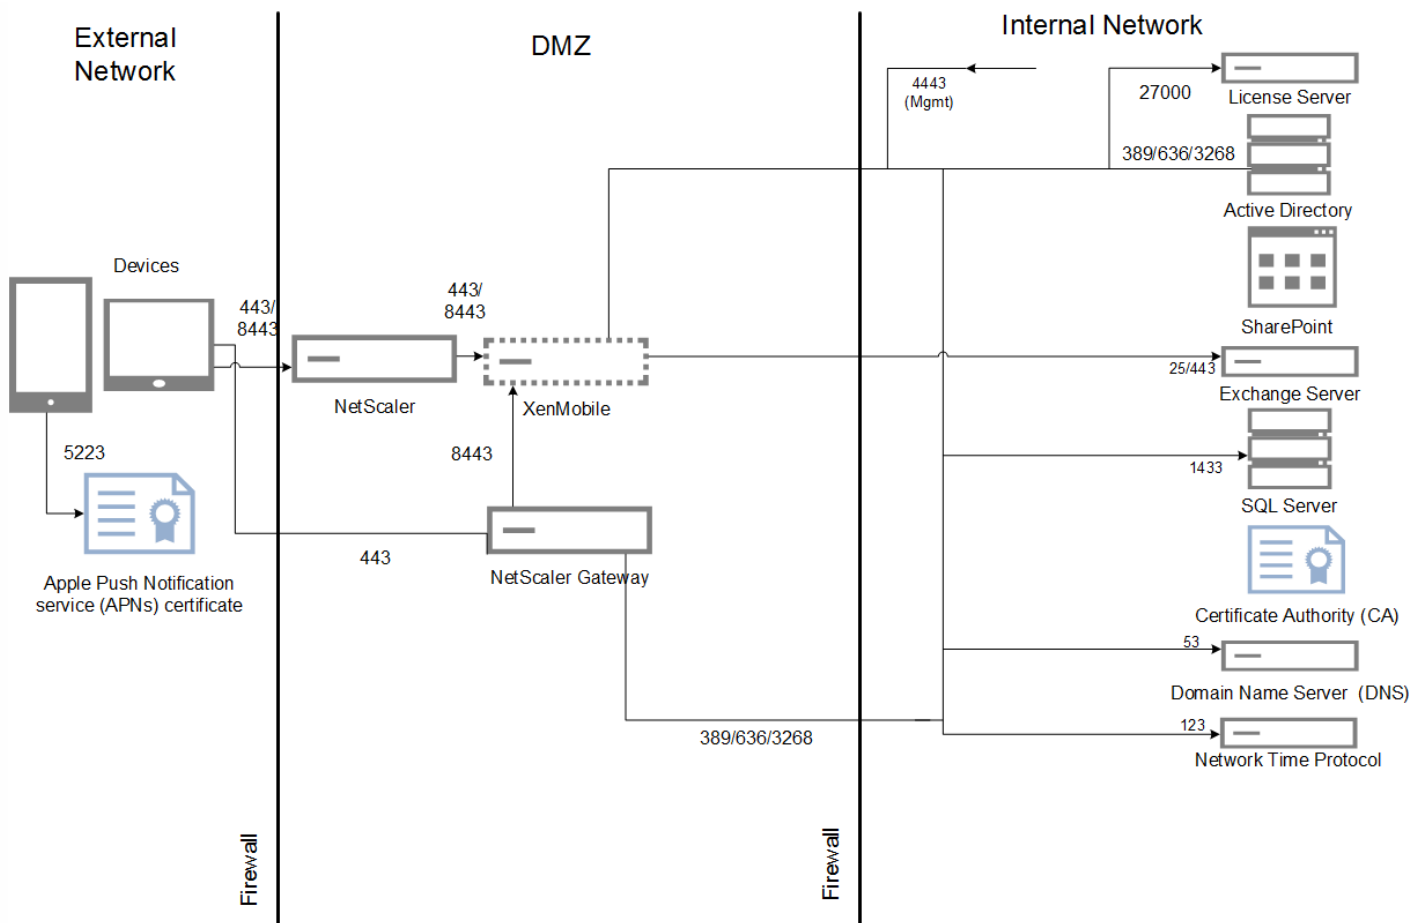 External
Network
DMZ
Internal Network
4443
(Mgmt)
27000
License Server
389/636/3268
Active Directory
Devices
443/
8443
443/
8443
SharePoint
25/443
NetScaler
XenMobile
Exchange Server
5223
8443
1433
SQL Server
443
NetScaler Gateway
Apple Push Notification
service (APNs) certificate
Certificate Authority (CA)
53
Domain Name Server (DNS)
389/636/3268
123
Network Time Protocol
Firewall
Firewall